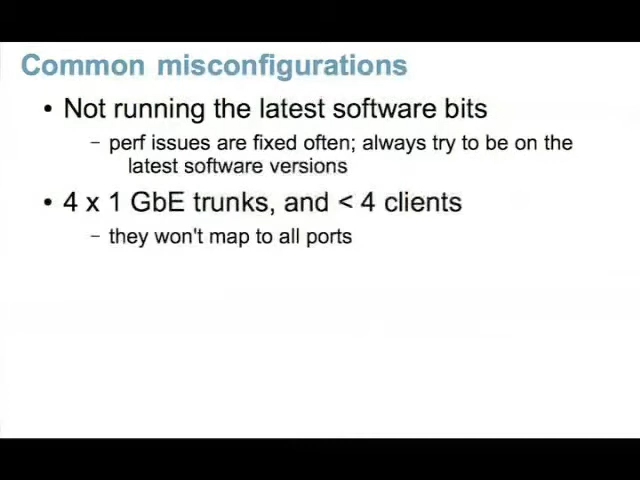 Common misconfigurations
• Not running the latest software bits
– perf issues are fixed often; always try to be on the
latest software versions
• 4 x 1 GbE trunks, and < 4 clients
– they won't map to all ports